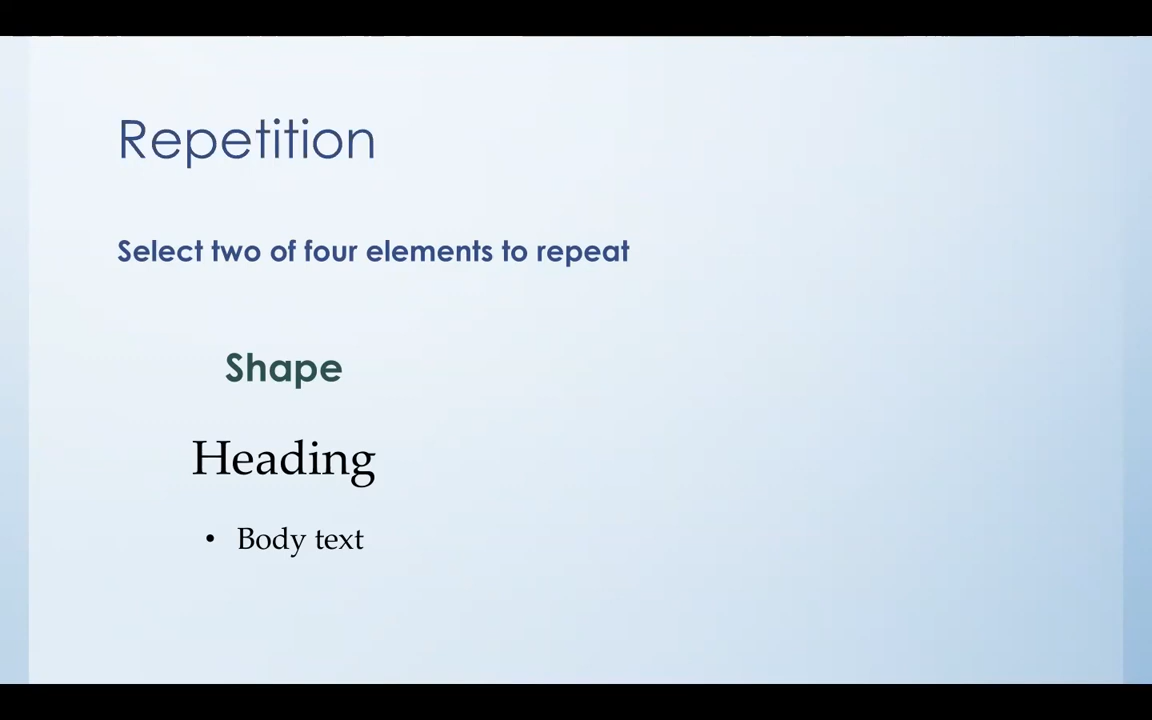 Repetition
Select two of four elements to repeat
Shape
Heading
• Body text